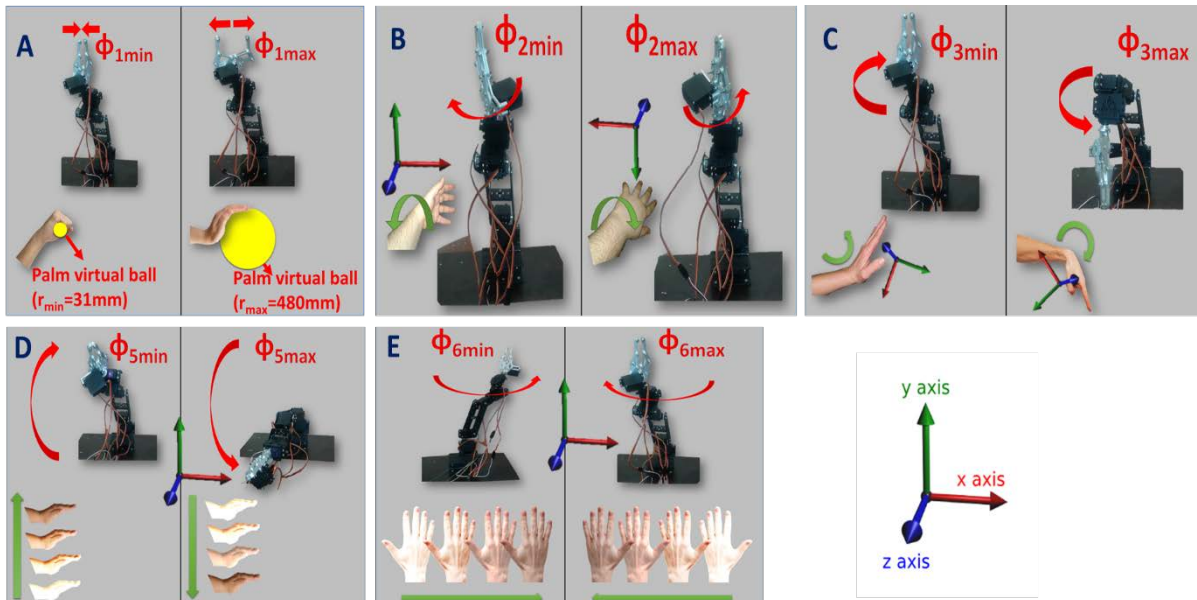 A
Φ1min
Φ1max
Palm virtual ball
(rmin=31mm)
Palm virtual ball
(rmax=480mm)
B
Φ2min
Φ2max
C
Φ3min
Φ3max
D
Φ5min
Φ5max
E
Φ6min
Φ6max
y axis
x axis
z axis